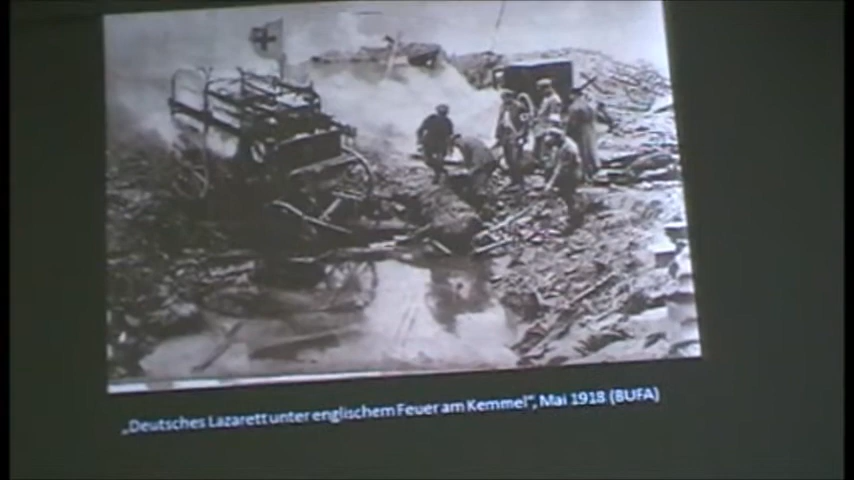 „Deutsches Lazarett unter englischem Feuer am Kemmel“, Mai 1918 (BUFA)